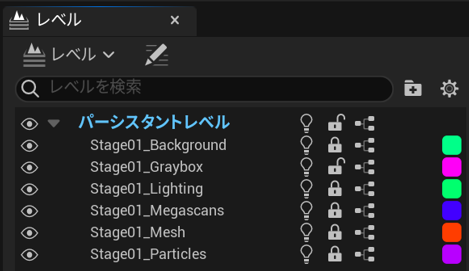 レベル
レベル
レベルを検索
パーシスタントレベル
Stage01_Background
Stage01_Graybox
Stage01_Lighting
Stage01_Megascans
Stage01_Mesh
Stage01_Particles